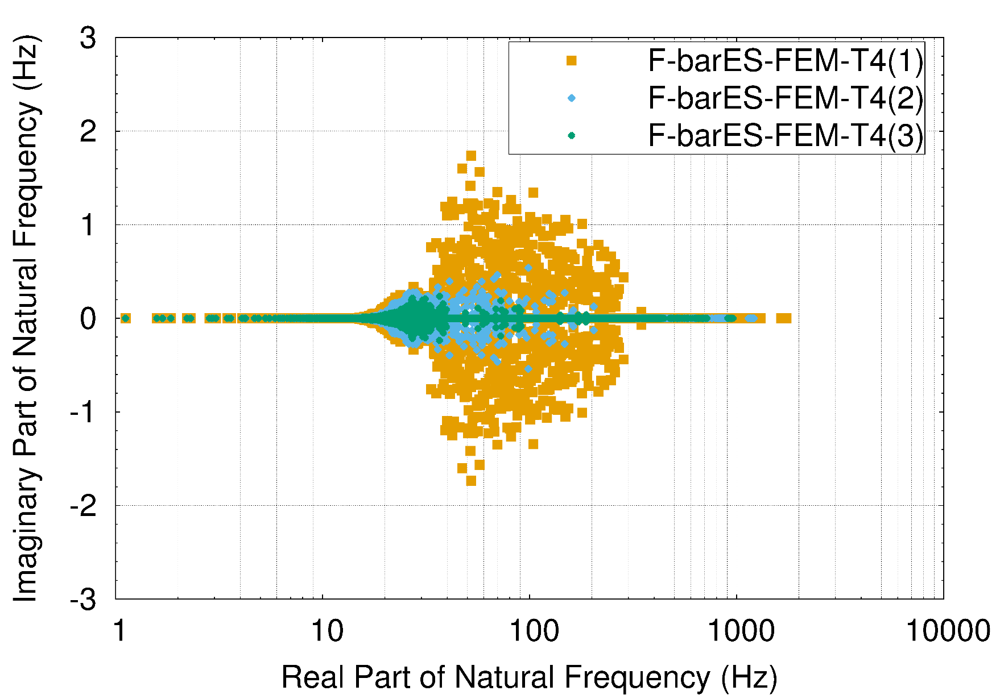 Imaginary Part of Natural Frequency (Hz)
3
2
1
0
-1
-2
-3
F-barES-FEM-T4(1)
F-barES-FEM-T4(2)
F-barES-FEM-T4(3)
1 10 100 1000 10000
Real Part of Natural Frequency (Hz)